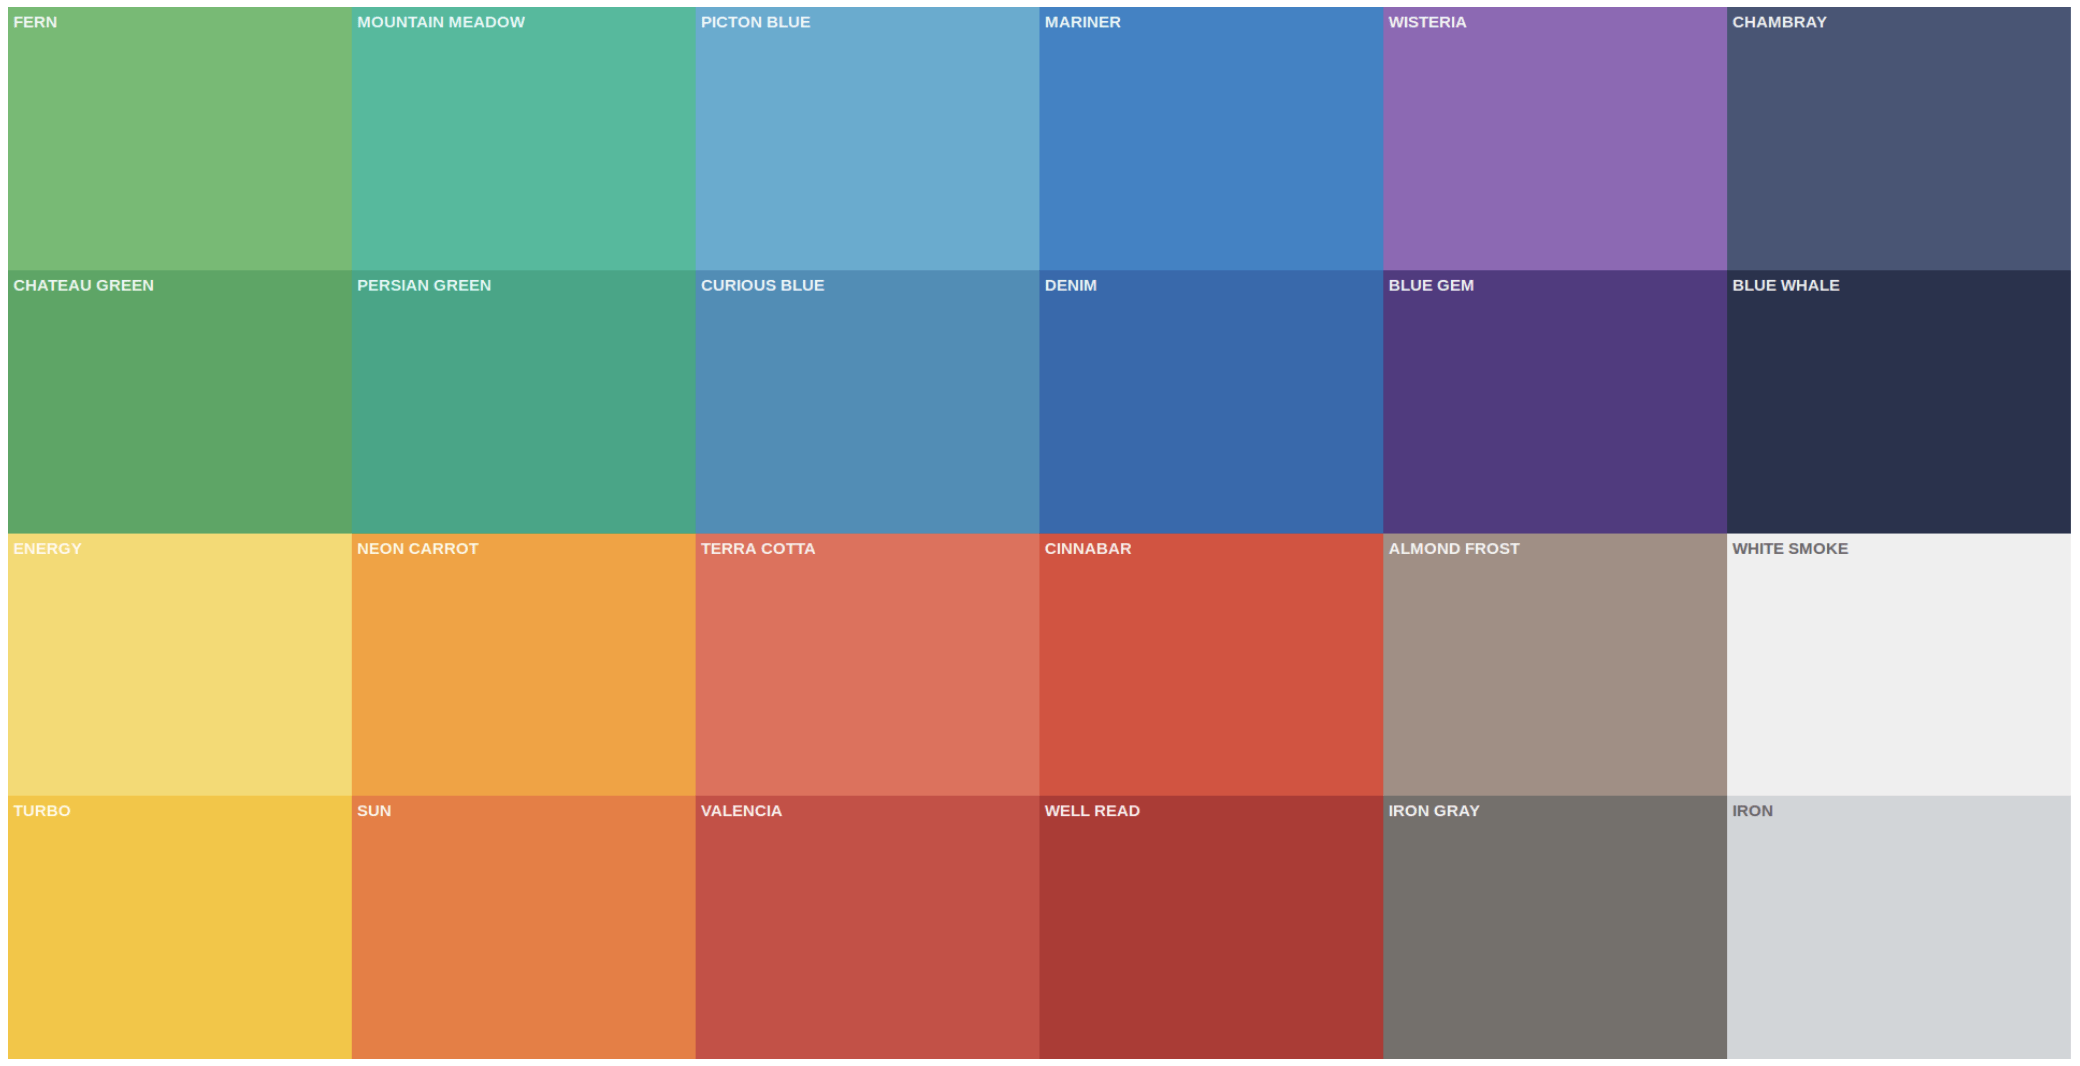 FERN
MOUNTAIN MEADOW
PICTON BLUE
MARINER
WISTERIA
CHAMBRAY
CHATEAU GREEN
PERSIAN GREEN
CURIOUS BLUE
DENIM
BLUE GEM
BLUE WHALE
ENERGY
NEON CARROT
TERRA COTTA
CINNABAR
ALMOND FROST
WHITE SMOKE
TURBO
SUN
VALENCIA
WELL READ
IRON GRAY
IRON